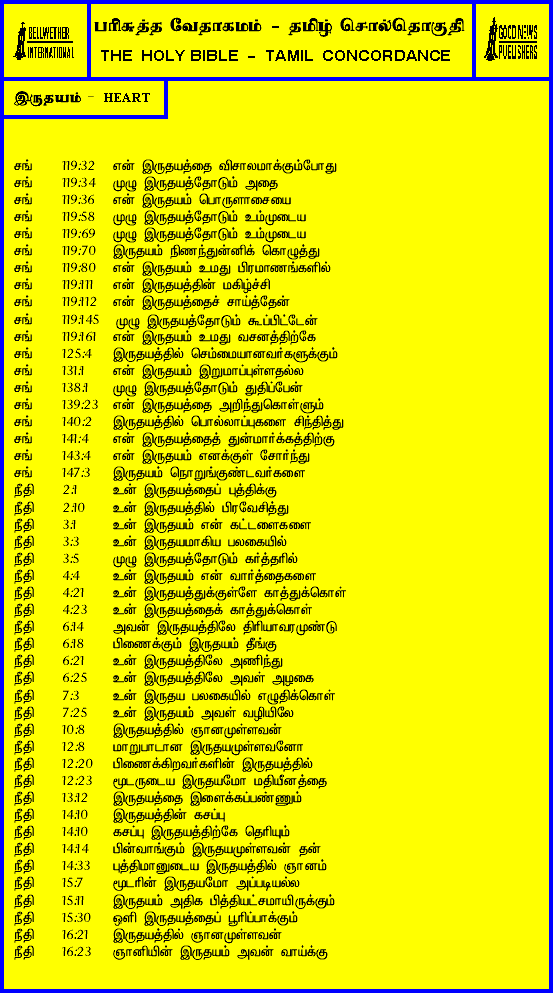 BELLWETHER
INTERNATIONAL
பரிசுத்த வேதாகமம் - தமிழ் சொல்தொகுதி
THE HOLY BIBLE - TAMIL CONCORDANCE
GOOD NEWS
PUBLISHERS
இருதயம் - HEART
சங் 119:32 என் இருதயத்தை விசாலமாக்கும்போது
சங் 119:34 முழு இருதயத்தோடும் அதை
சங் 119:36 என் இருதயம் பொருளாசையை
சங் 119:58 முழு இருதயத்தோடும் உம்முடைய
சங் 119:69 முழு இருதயத்தோடும் உம்முடைய
சங் 119:70 இருதயம் நிணந்துன்னிக் கொழுத்து
சங் 119:80 என் இருதயம் உமது பிரமாணங்களில்
சங் 119:111 என் இருதயத்தின் மகிழ்ச்சி
சங் 119:112 என் இருதயத்தைச் சாய்த்தேன்
சங் 119:145 முழு இருதயத்தோடும் கூப்பிட்டேன்
சங் 119:161 என் இருதயம் உமது வசனத்திற்கே
சங் 125:4 இருதயத்தில் செம்மையானவர்களுக்கும்
சங் 131:1 என் இருதயம் இறுமாப்புள்ளதல்ல
சங் 138:1 முழு இருதயத்தோடும் துதிப்பேன்
சங் 139:23 என் இருதயத்தை அறிந்துகொள்ளும்
சங் 140:2 இருதயத்தில் பொல்லாப்புகளை சிந்தித்து
சங் 141:4 என் இருதயத்தைத் துன்மார்க்கத்திற்கு
சங் 143:4 என் இருதயம் எனக்குள் சோர்ந்து
சங் 147:3 இருதயம் நொறுங்குண்டவர்களை
நீதி 2:1 உன் இருதயத்தைப் புத்திக்கு
நீதி 2:10 உன் இருதயத்தில் பிரவேசித்து
நீதி 3:1 உன் இருதயம் என் கட்டளைகளை
நீதி 3:3 உன் இருதயமாகிய பலகையில்
நீதி 3:5 முழு இருதயத்தோடும் கர்த்தரில்
நீதி 4:4 உன் இருதயம் என் வார்த்தைகளை
நீதி 4:21 உன் இருதயத்துக்குள்ளே காத்துக்கொள்
நீதி 4:23 உன் இருதயத்தைக் காத்துக்கொள்
நீதி 6:14 அவன் இருதயத்திலே திரியாவரமுண்டு
நீதி 6:18 பிணைக்கும் இருதயம் தீங்கு
நீதி 6:21 உன் இருதயத்திலே அணிந்து
நீதி 6:25 உன் இருதயத்திலே அவள் அழகை
நீதி 7:3 உன் இருதய பலகையில் எழுதிக்கொள்
நீதி 7:25 உன் இருதயம் அவள் வழியிலே
நீதி 10:8 இருதயத்தில் ஞானமுள்ளவன்
நீதி 12:8 மாறுபாடான இருதயமுள்ளவனோ
நீதி 12:20 பிணைக்கிறவர்களின் இருதயத்தில்
நீதி 12:23 மூடருடைய இருதயமோ மதியீனத்தை
நீதி 13:12 இருதயத்தை இளைக்கப்பண்ணும்
நீதி 14:10 இருதயத்தின் கசப்பு
நீதி 14:10 கசப்பு இருதயத்திற்கே தெரியும்
நீதி 14:14 பின்வாங்கும் இருதயமுள்ளவன் தன்
நீதி 14:33 புத்திமானுடைய இருதயத்தில் ஞானம்
நீதி 15:7 மூடரின் இருதயமோ அப்படியல்ல
நீதி 15:11 இருதயம் அதிக பித்தியட்சமாயிருக்கும்
நீதி 15:30 ஒளி இருதயத்தைப் பூரிப்பாக்கும்
நீதி 16:21 இருதயத்தில் ஞானமுள்ளவன்
நீதி 16:23 ஞானியின் இருதயம் அவன் வாய்க்கு